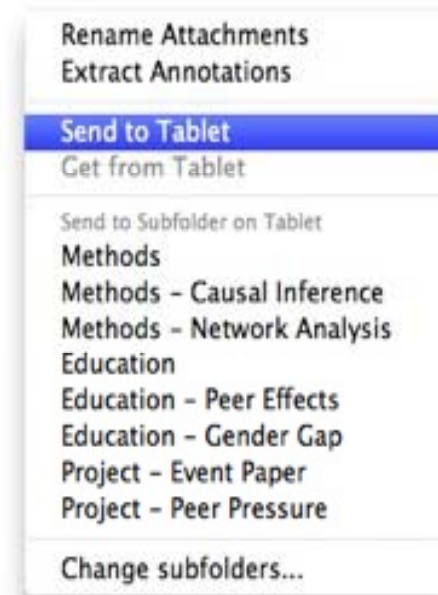 Rename Attachments
Extract Annotations
Send to Tablet
Get from Tablet
Send to Subfolder on Tablet
Methods
Methods – Causal Inference
Methods – Network Analysis
Education
Education – Peer Effects
Education – Gender Gap
Project – Event Paper
Project – Peer Pressure
Change subfolders...